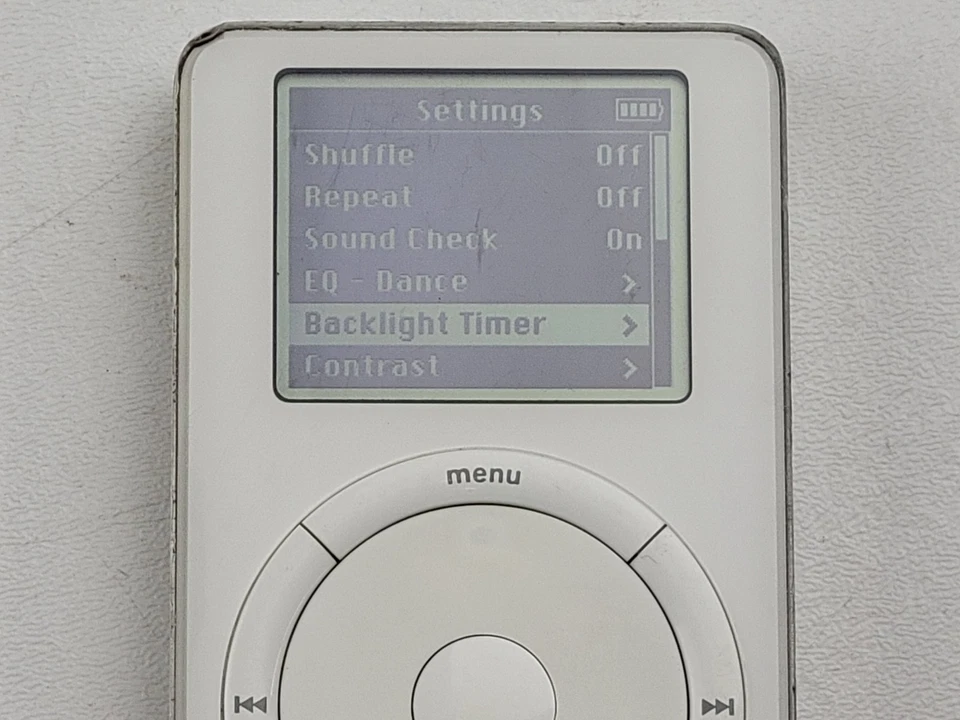 Settings
Shuffle Off
Repeat Off
Sound Check On
EQ - Dance >
Backlight Timer >
Contrast >
menu